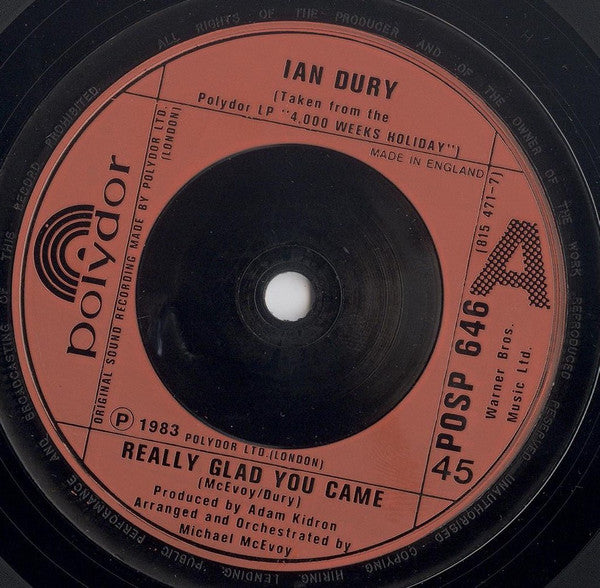 IAN DURY
(Taken from the
Polydor LP "4,000 WEEKS HOLIDAY")
MADE IN ENGLAND
(815 471-7)
A
POSP 646
Warner Bros.
Music Ltd.
45
polydor
ORIGINAL SOUND RECORDING MADE BY POLYDOR LTD.
(LONDON)
Ⓟ 1983 POLYDOR LTD.(LONDON)
REALLY GLAD YOU CAME
(McEvoy/Dury)
Produced by Adam Kidron
Arranged and Orchestrated by
Michael McEvoy
ALL RIGHTS OF THE PRODUCER AND OF THE OWNER OF THE WORK REPRODUCED RESERVED UNAUTHORISED COPYING HIRING, LENDING, PUBLIC PERFORMANCE AND BROADCASTING OF THIS RECORD PROHIBITED